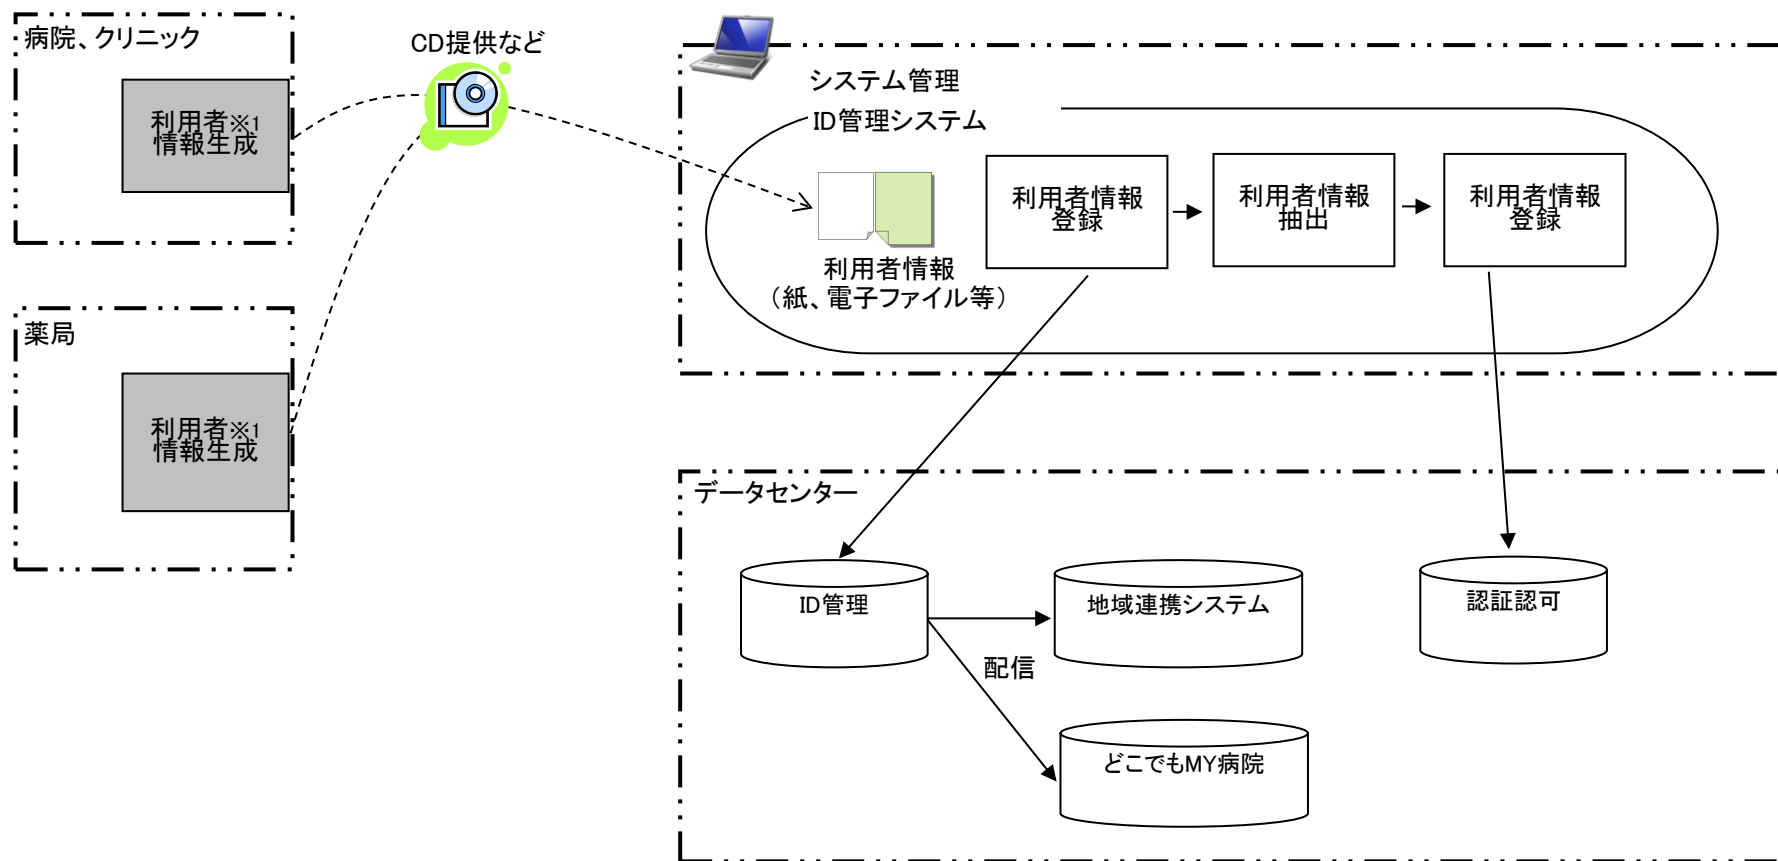 病院、クリニック
利用者※1
情報生成
CD提供など
システム管理
ID管理システム
利用者情報
(紙、電子ファイル等)
利用者情報
登録
利用者情報
抽出
利用者情報
登録
薬局
利用者※1
情報生成
データセンター
ID管理
地域連携システム
認証認可
配信
どこでもMY病院